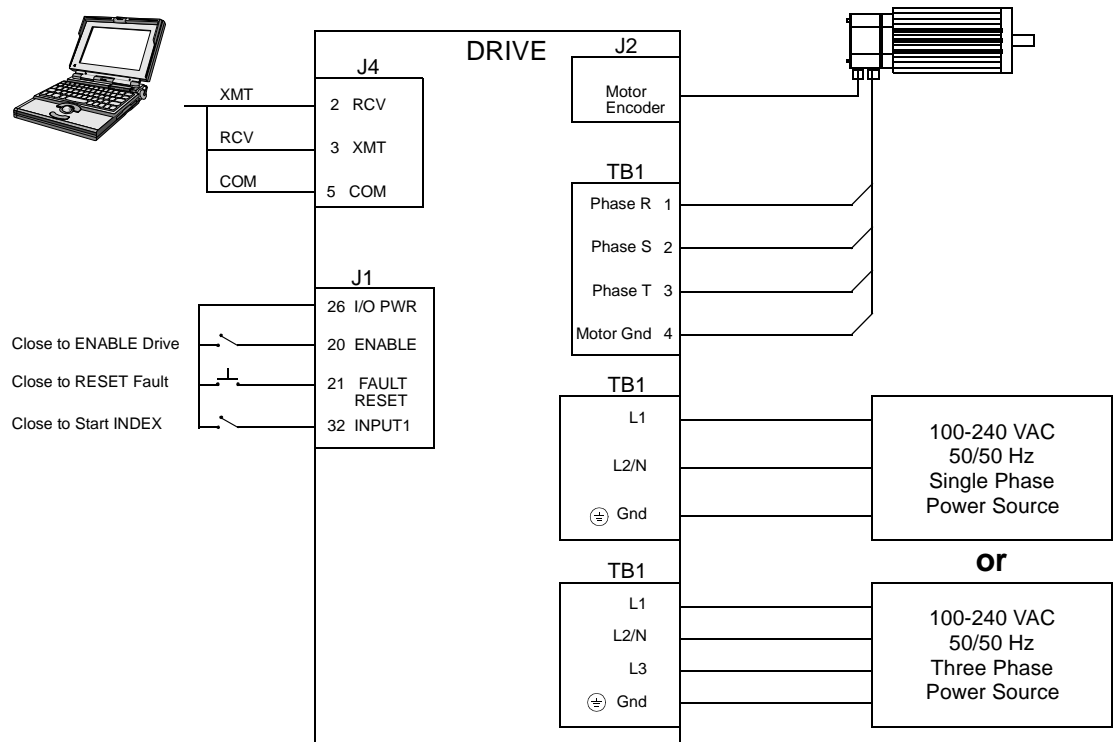 DRIVE
J4
XMT
2 RCV
RCV
3 XMT
COM
5 COM
J1
26 I/O PWR
Close to ENABLE Drive
20 ENABLE
Close to RESET Fault
21 FAULT
RESET
Close to Start INDEX
32 INPUT1
J2
Motor
Encoder
TB1
Phase R 1
Phase S 2
Phase T 3
Motor Gnd 4
TB1
L1
L2/N
Gnd
100-240 VAC
50/50 Hz
Single Phase
Power Source
or
TB1
L1
L2/N
L3
Gnd
100-240 VAC
50/50 Hz
Three Phase
Power Source